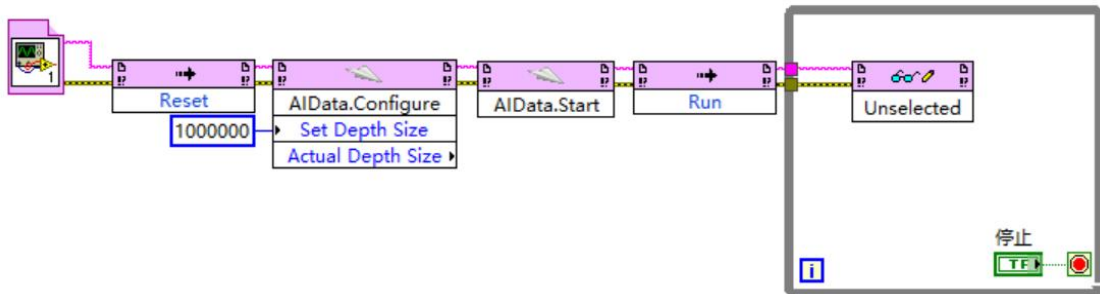 1
Reset
AIData.Configure
AIData.Start
Run
Unselected
1000000
Set Depth Size
Actual Depth Size
停止
TF
i